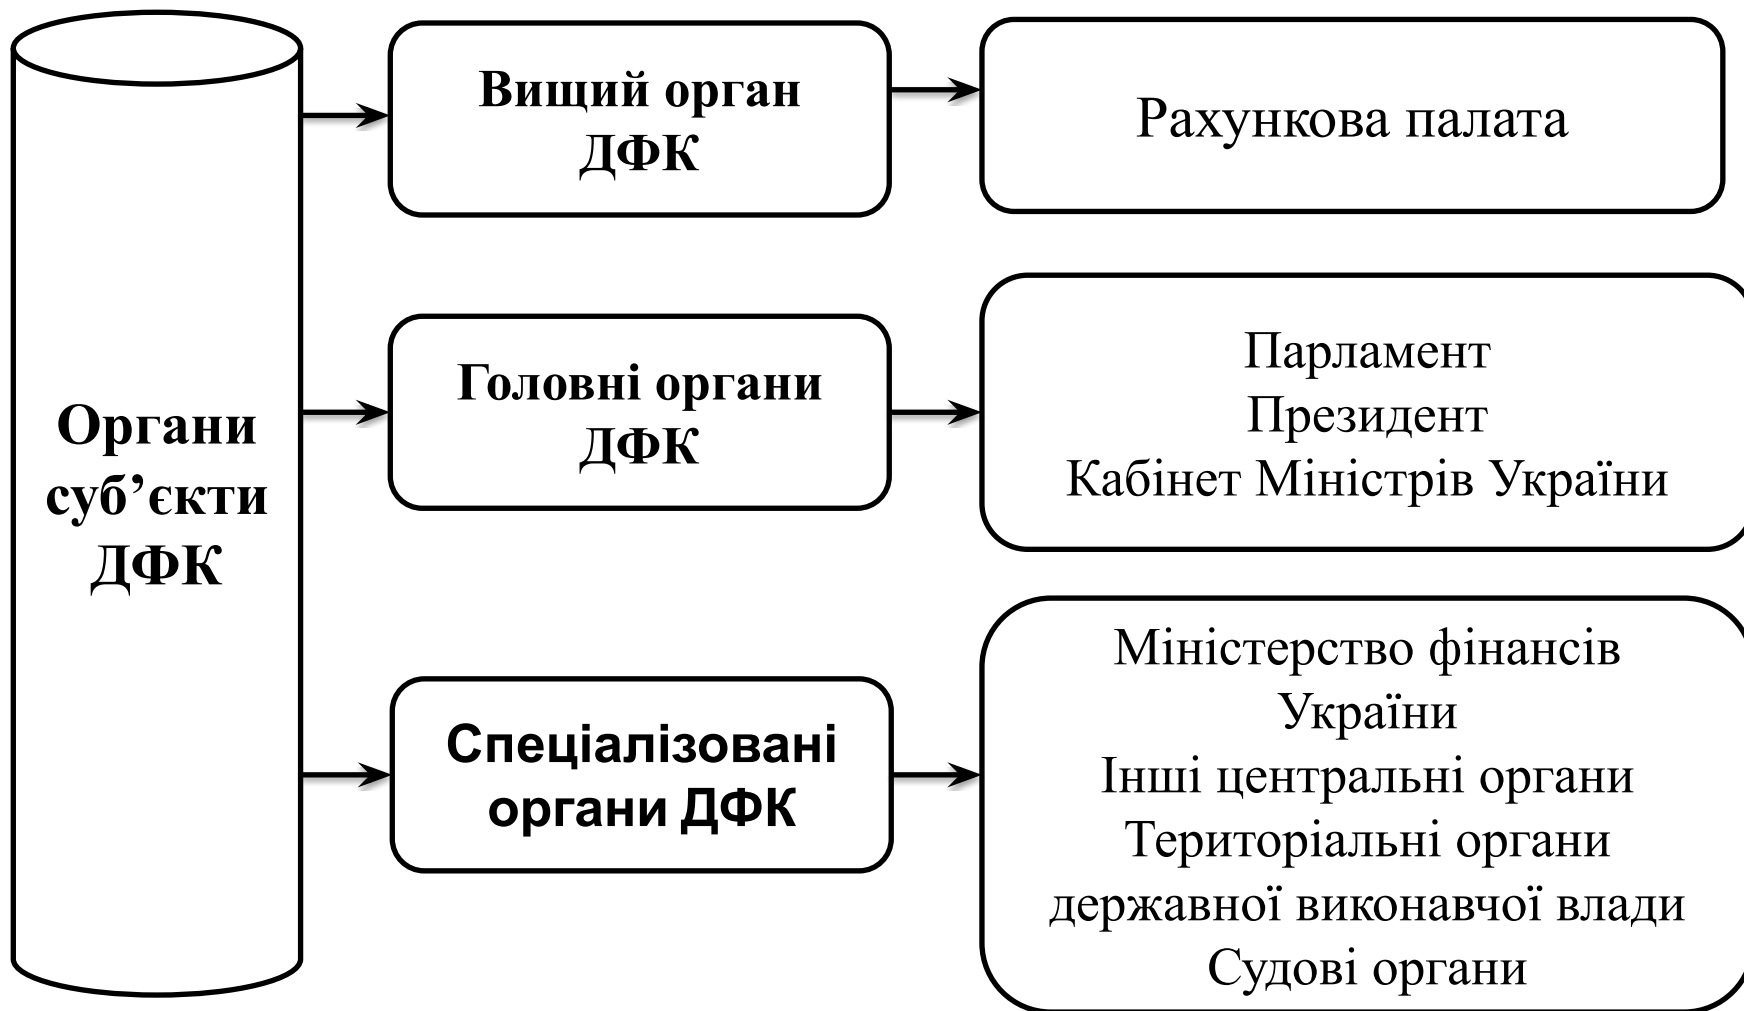 Органи
суб’єкти
ДФК
Вищий орган
ДФК
Рахункова палата
Головні органи
ДФК
Парламент
Президент
Кабінет Міністрів України
Спеціалізовані
органи ДФК
Міністерство фінансів
України
Інші центральні органи
Територіальні органи
державної виконавчої влади
Судові органи